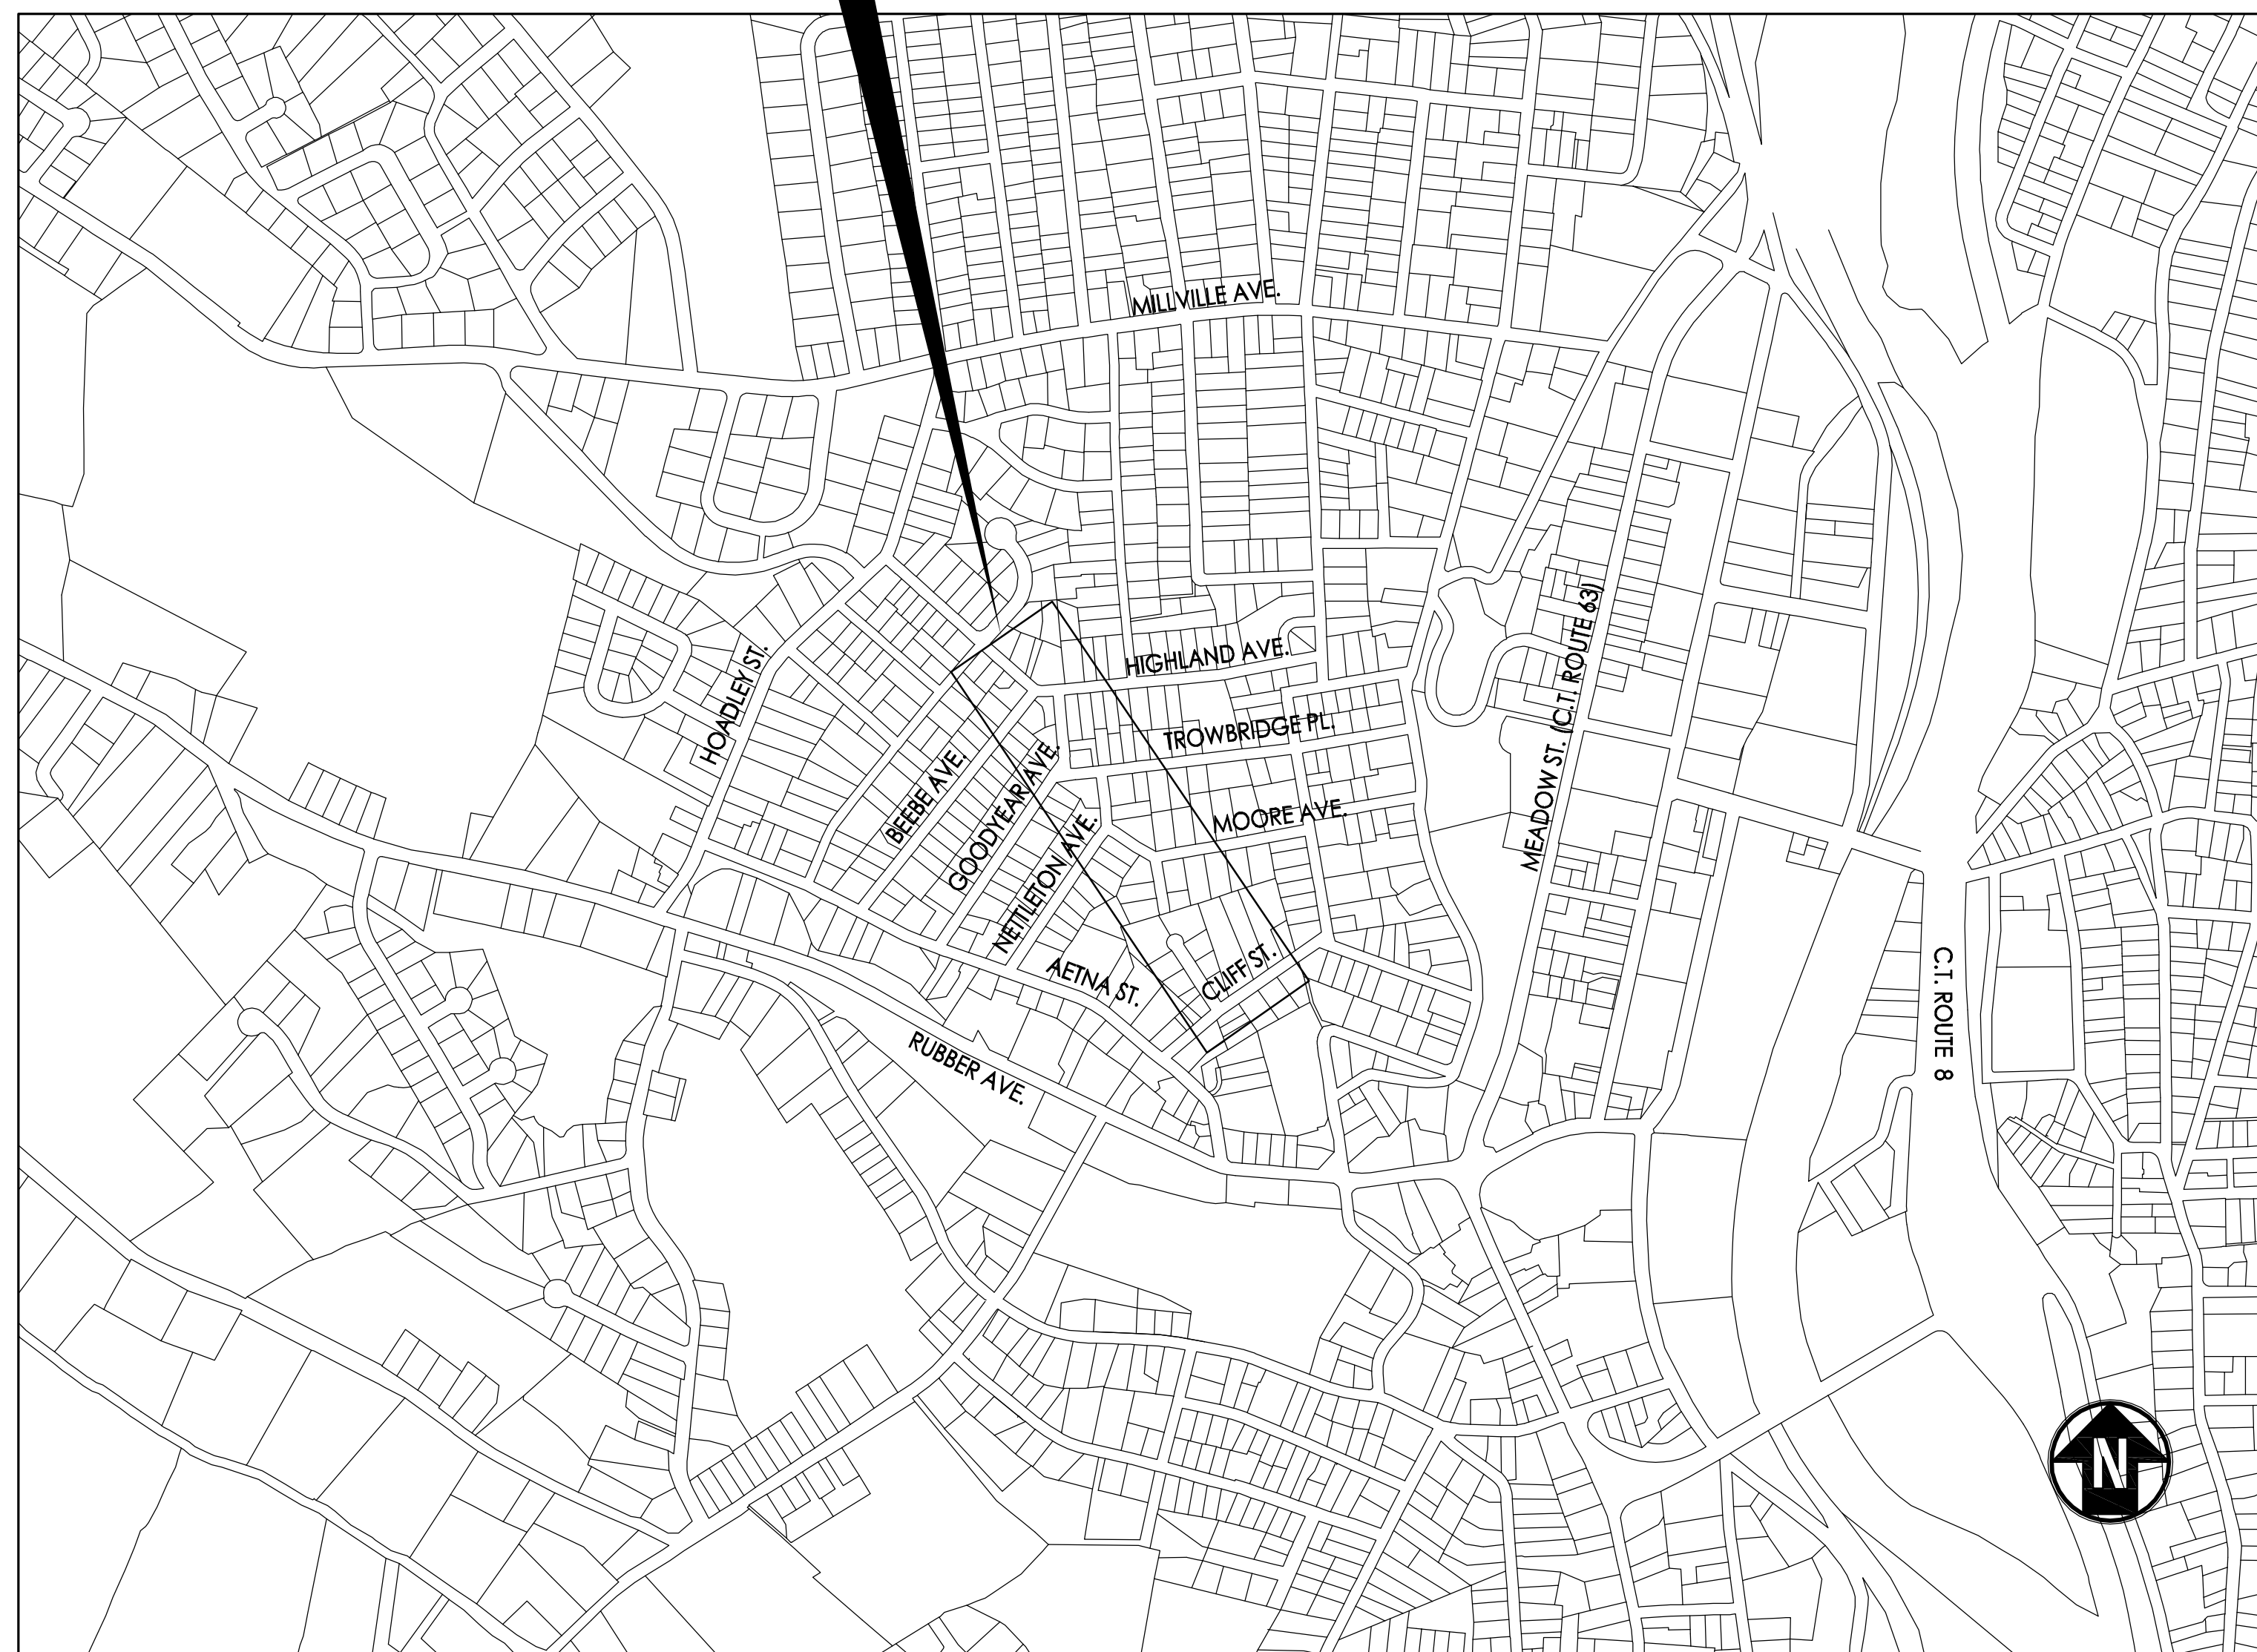 MILLVILLE AVE.
HIGHLAND AVE.
HOADLEY ST.
TROWBRIDGE PL.
MEADOW ST. (C.T. ROUTE 63)
BEEBE AVE.
GOODYEAR AVE.
MOORE AVE.
NETTLETON AVE.
AETNA ST.
CLIFF ST.
C.T. ROUTE 8
RUBBER AVE.
N